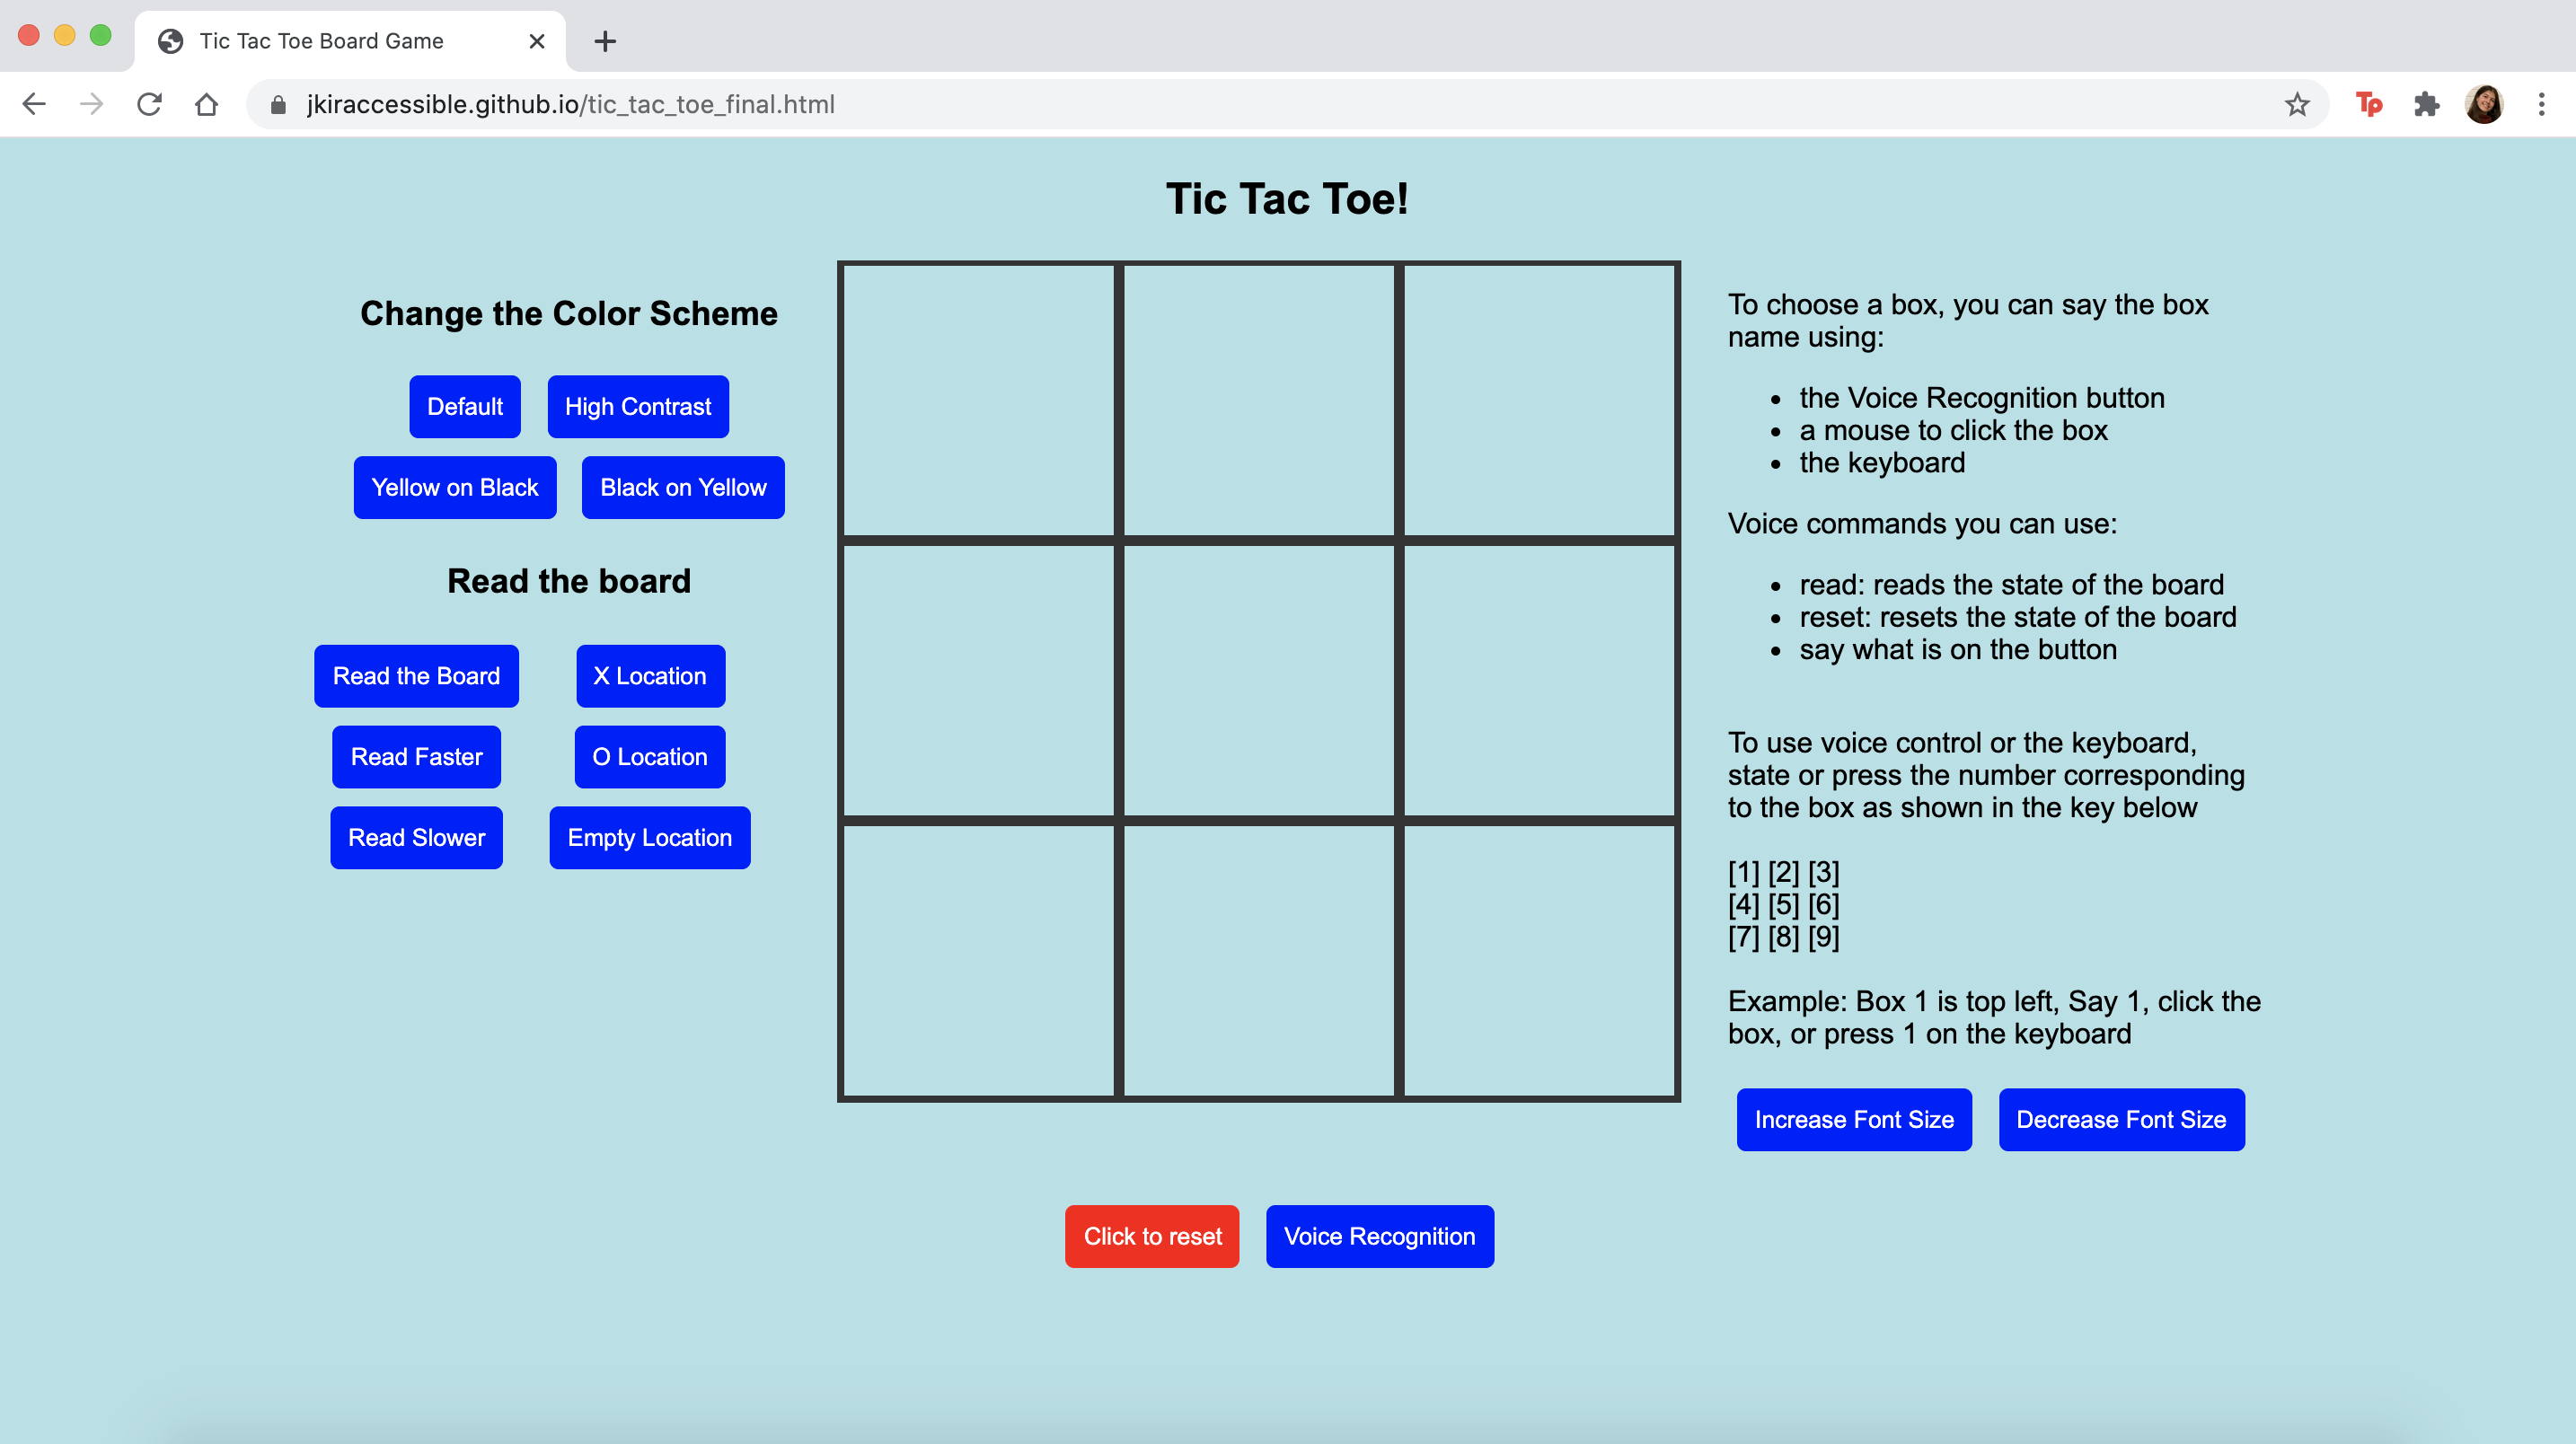 Tic Tac Toe Board Game
jkiraccessible.github.io/tic_tac_toe_final.html
Tp
Tic Tac Toe!
Change the Color Scheme
Default
High Contrast
Yellow on Black
Black on Yellow
Read the board
Read the Board
X Location
Read Faster
O Location
Read Slower
Empty Location
To choose a box, you can say the box
name using:
• the Voice Recognition button
• a mouse to click the box
• the keyboard
Voice commands you can use:
• read: reads the state of the board
• reset: resets the state of the board
• say what is on the button
To use voice control or the keyboard,
state or press the number corresponding
to the box as shown in the key below
[1] [2] [3]
[4] [5] [6]
[7] [8] [9]
Example: Box 1 is top left, Say 1, click the
box, or press 1 on the keyboard
Increase Font Size
Decrease Font Size
Click to reset
Voice Recognition